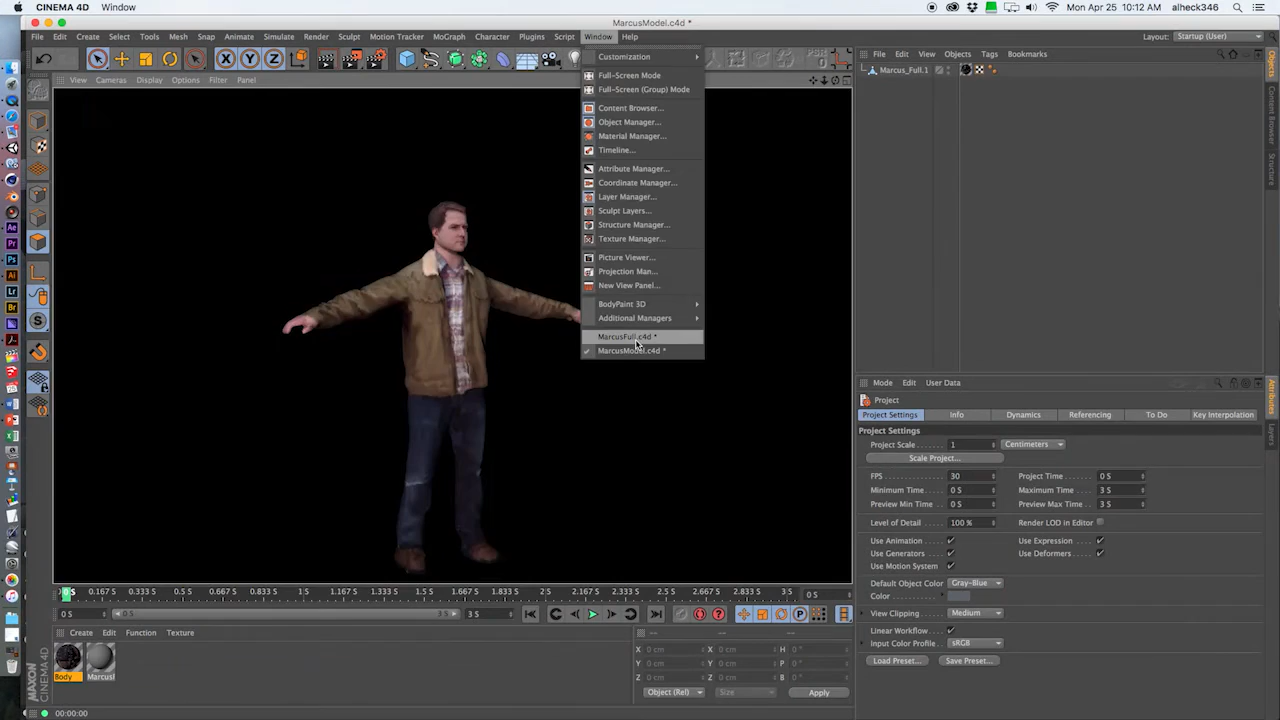 CINEMA 4D Window Mon Apr 25 10:12 AM alheck346
MarcusModel.c4d *
File Edit Create Select Tools Mesh Snap Animate Simulate Render Sculpt Motion Tracker MoGraph Character Plugins Script Window Help Layout: Startup (User)
View Cameras Display Options Filter Panel
Customization
Full-Screen Mode
Full-Screen (Group) Mode
Content Browser...
Object Manager...
Material Manager...
Timeline...
Attribute Manager...
Coordinate Manager...
Layer Manager...
Sculpt Layers...
Structure Manager...
Texture Manager...
Picture Viewer...
Projection Man...
New View Panel...
BodyPaint 3D
Additional Managers
MarcusFull.c4d *
MarcusModel.c4d *
PSR
File Edit View Objects Tags Bookmarks
Marcus_Full.1
Objects
Content Browser
Structure
Mode Edit User Data
Project
Project Settings Info Dynamics Referencing To Do Key Interpolation
Project Settings
Project Scale 1 Centimeters
Scale Project...
FPS 30 Project Time 0 S
Minimum Time 0 S Maximum Time 3 S
Preview Min Time 0 S Preview Max Time 3 S
Level of Detail 100 % Render LOD in Editor
Use Animation Use Expression
Use Generators Use Deformers
Use Motion System
Default Object Color Gray-Blue
Color
View Clipping Medium
Linear Workflow
Input Color Profile sRGB
Load Preset... Save Preset...
Attributes
Layers
0 S 0.167 S 0.333 S 0.5 S 0.667 S 0.833 S 1 S 1.167 S 1.333 S 1.5 S 1.667 S 1.833 S 2 S 2.167 S 2.333 S 2.5 S 2.667 S 2.833 S 3 S 0 S
0 S 0 S 3 S 3 S
Create Edit Function Texture
Body MarcusI
-- -- --
X 0 cm X 0 cm H 0 °
Y 0 cm Y 0 cm P 0 °
Z 0 cm Z 0 cm B 0 °
Object (Rel) Size Apply
MAXON
CINEMA 4D
00:00:00